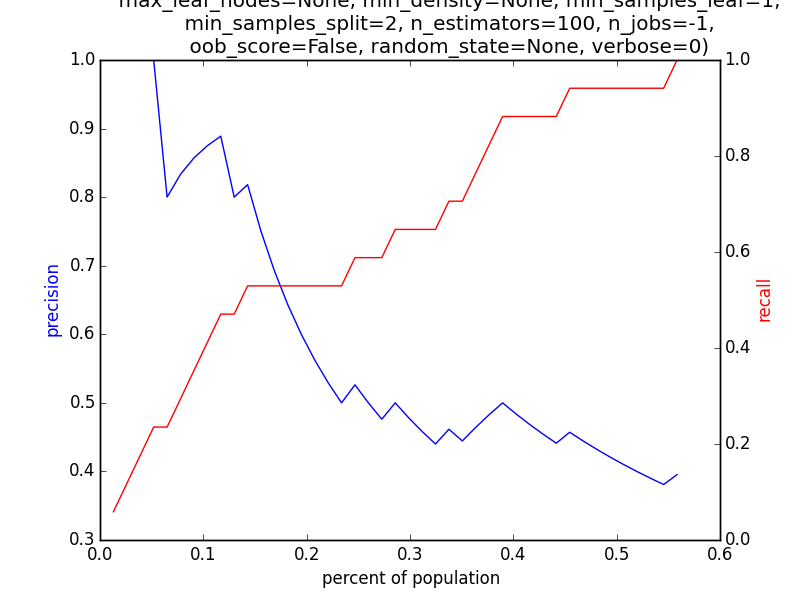 max_leaf_nodes=None, min_density=None, min_samples_leaf=1,
min_samples_split=2, n_estimators=100, n_jobs=-1,
oob_score=False, random_state=None, verbose=0)
1.0
0.9
0.8
0.7
0.6
0.5
0.4
0.3
precision
1.0
0.8
0.6
0.4
0.2
0.0
recall
0.0 0.1 0.2 0.3 0.4 0.5 0.6
percent of population